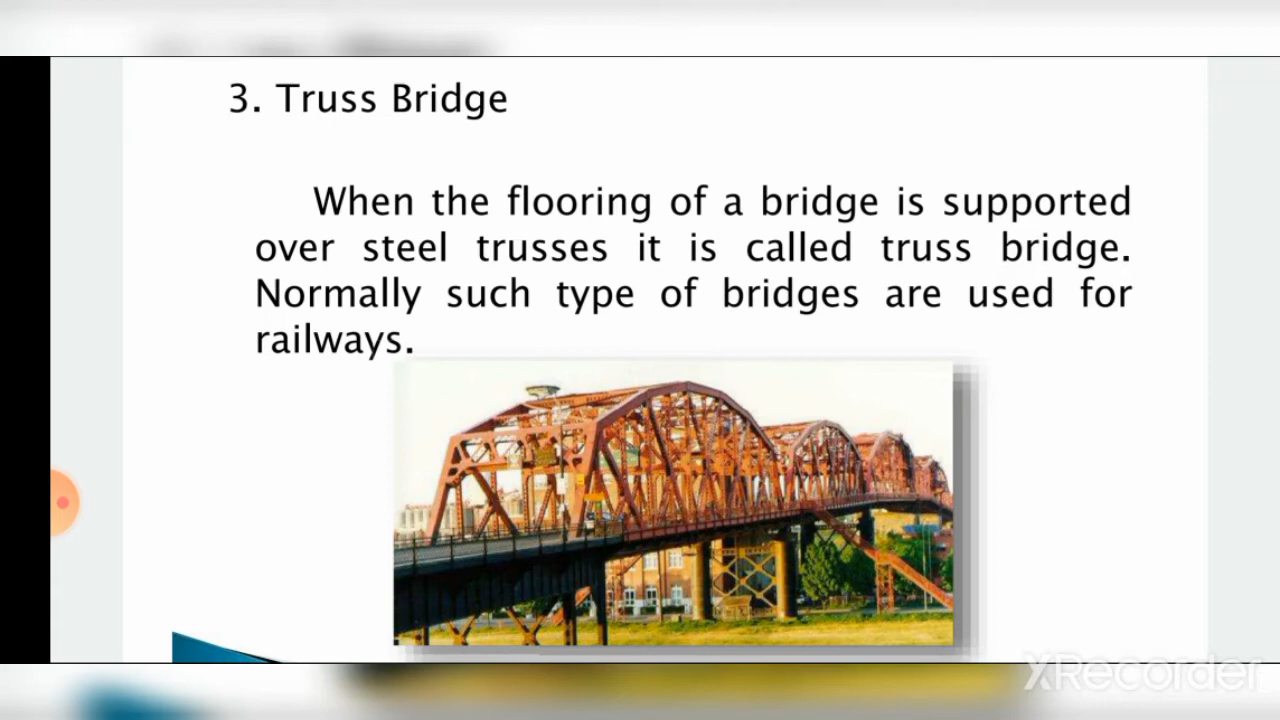 3. Truss Bridge
When the flooring of a bridge is supported
over steel trusses it is called truss bridge.
Normally such type of bridges are used for
railways.
XRecorder